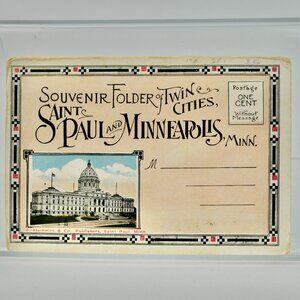 Souvenir Folder of Twin
Cities,
Saint
Paul and Minneapolis,
Minn.
Postage
ONE
CENT
Without
Message
M
& Co., Publishers, Saint Paul, Minn.